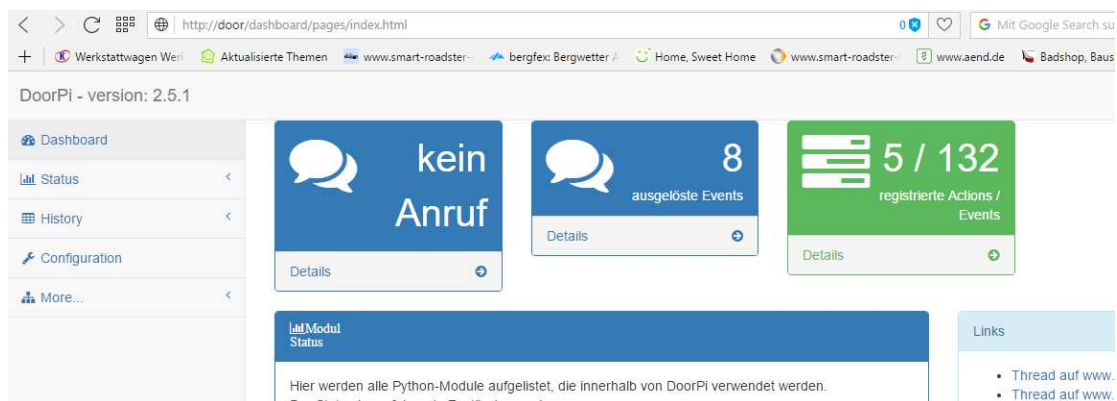 http://door/dashboard/pages/index.html
0
Mit Google Search su
Werkstattwagen Wer
Aktualisierte Themen
www.smart-roadster-
bergfex: Bergwetter A
Home, Sweet Home
www.smart-roadster-
www.aend.de
Badshop, Baus
DoorPi - version: 2.5.1
Dashboard
Status
History
Configuration
More...
kein
Anruf
Details
8
ausgelöste Events
Details
5 / 132
registrierte Actions /
Events
Details
Modul
Status
Hier werden alle Python-Module aufgelistet, die innerhalb von DoorPi verwendet werden.
Links
Thread auf www.
Thread auf www.